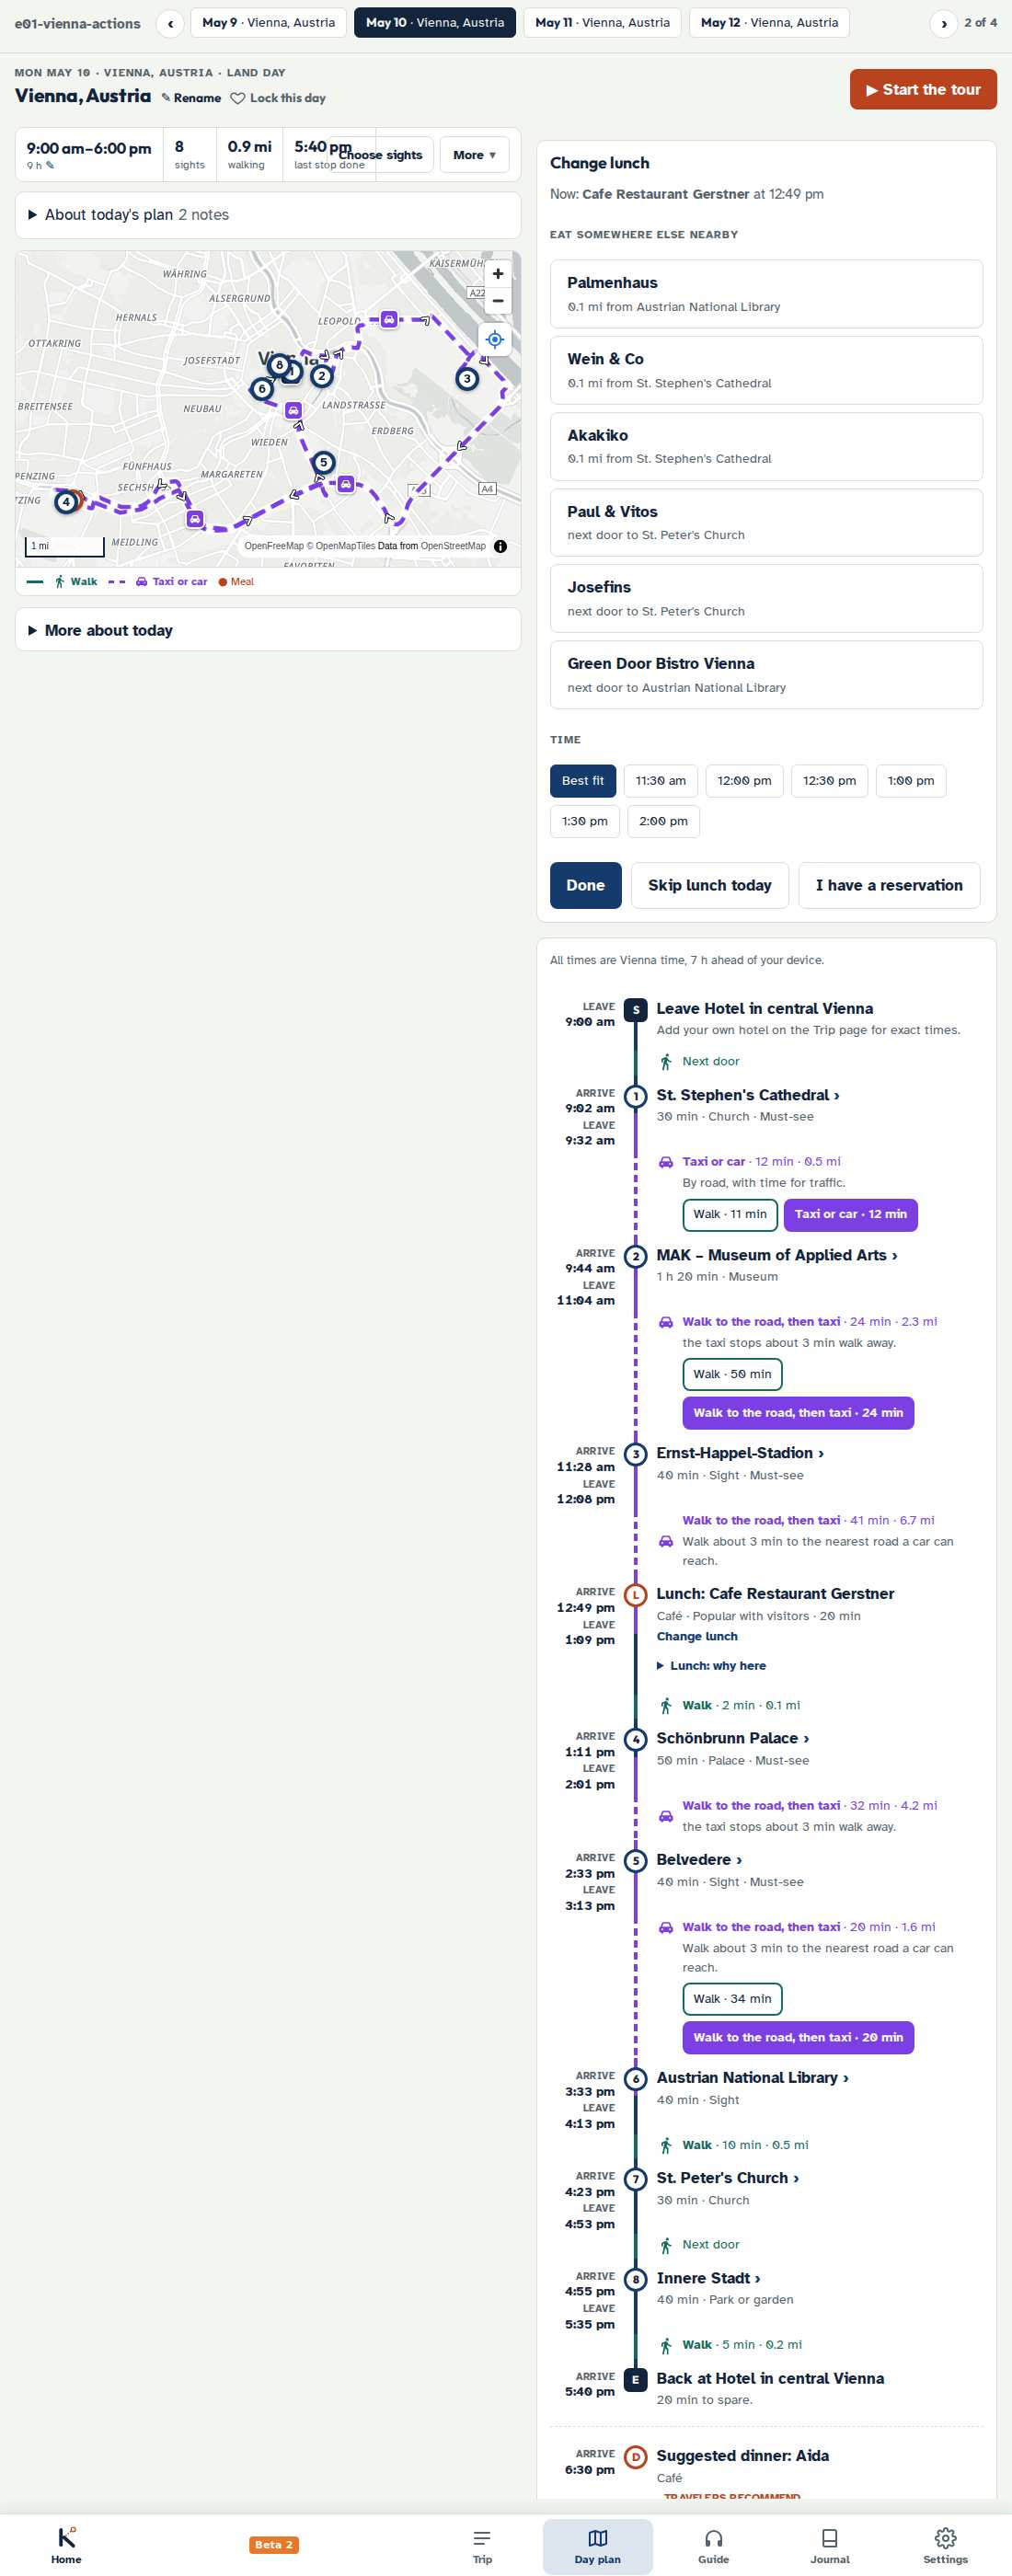 e01-vienna-actions
‹
May 9 · Vienna, Austria
May 10 · Vienna, Austria
May 11 · Vienna, Austria
May 12 · Vienna, Austria
›
2 of 4
MON MAY 10 · VIENNA, AUSTRIA · LAND DAY
Vienna, Austria ✎ Rename Lock this day
▶ Start the tour
9:00 am–6:00 pm
9 h ✎
8
sights
0.9 mi
walking
5:40 pm
last stop done
Choose sights
More ▾
▶ About today's plan 2 notes
WÄHRING
ALSERGRUND
HERNALS
LEOPOLD
OTTAKRING
JOSEFSTADT
BREITENSEE
NEUBAU
LANDSTRASSE
ERDBERG
WIEDEN
FÜNFHAUS
MARGARETEN
PENZING
MEIDLING
FAVORITEN
A22
A4
8
2
6
3
5
4
+
−
1 mi
OpenFreeMap © OpenMapTiles Data from OpenStreetMap
Walk
Taxi or car
Meal
▶ More about today
Change lunch
Now: Cafe Restaurant Gerstner at 12:49 pm
EAT SOMEWHERE ELSE NEARBY
Palmenhaus
0.1 mi from Austrian National Library
Wein & Co
0.1 mi from St. Stephen's Cathedral
Akakiko
0.1 mi from St. Stephen's Cathedral
Paul & Vitos
next door to St. Peter's Church
Josefins
next door to St. Peter's Church
Green Door Bistro Vienna
next door to Austrian National Library
TIME
Best fit
11:30 am
12:00 pm
12:30 pm
1:00 pm
1:30 pm
2:00 pm
Done
Skip lunch today
I have a reservation
All times are Vienna time, 7 h ahead of your device.
LEAVE
9:00 am
S
Leave Hotel in central Vienna
Add your own hotel on the Trip page for exact times.
Next door
ARRIVE
9:02 am
LEAVE
9:32 am
1
St. Stephen's Cathedral ›
30 min · Church · Must-see
Taxi or car · 12 min · 0.5 mi
By road, with time for traffic.
Walk · 11 min
Taxi or car · 12 min
ARRIVE
9:44 am
LEAVE
11:04 am
2
MAK – Museum of Applied Arts ›
1 h 20 min · Museum
Walk to the road, then taxi · 24 min · 2.3 mi
the taxi stops about 3 min walk away.
Walk · 50 min
Walk to the road, then taxi · 24 min
ARRIVE
11:28 am
LEAVE
12:08 pm
3
Ernst-Happel-Stadion ›
40 min · Sight · Must-see
Walk to the road, then taxi · 41 min · 6.7 mi
Walk about 3 min to the nearest road a car can
reach.
ARRIVE
12:49 pm
LEAVE
1:09 pm
L
Lunch: Cafe Restaurant Gerstner
Café · Popular with visitors · 20 min
Change lunch
▶ Lunch: why here
Walk · 2 min · 0.1 mi
ARRIVE
1:11 pm
LEAVE
2:01 pm
4
Schönbrunn Palace ›
50 min · Palace · Must-see
Walk to the road, then taxi · 32 min · 4.2 mi
the taxi stops about 3 min walk away.
ARRIVE
2:33 pm
LEAVE
3:13 pm
5
Belvedere ›
40 min · Sight · Must-see
Walk to the road, then taxi · 20 min · 1.6 mi
Walk about 3 min to the nearest road a car can
reach.
Walk · 34 min
Walk to the road, then taxi · 20 min
ARRIVE
3:33 pm
LEAVE
4:13 pm
6
Austrian National Library ›
40 min · Sight
Walk · 10 min · 0.5 mi
ARRIVE
4:23 pm
LEAVE
4:53 pm
7
St. Peter's Church ›
30 min · Church
Next door
ARRIVE
4:55 pm
LEAVE
5:35 pm
8
Innere Stadt ›
40 min · Park or garden
Walk · 5 min · 0.2 mi
ARRIVE
5:40 pm
E
Back at Hotel in central Vienna
20 min to spare.
ARRIVE
6:30 pm
D
Suggested dinner: Aida
Café
TRAVELERS RECOMMEND
Home
Beta 2
Trip
Day plan
Guide
Journal
Settings